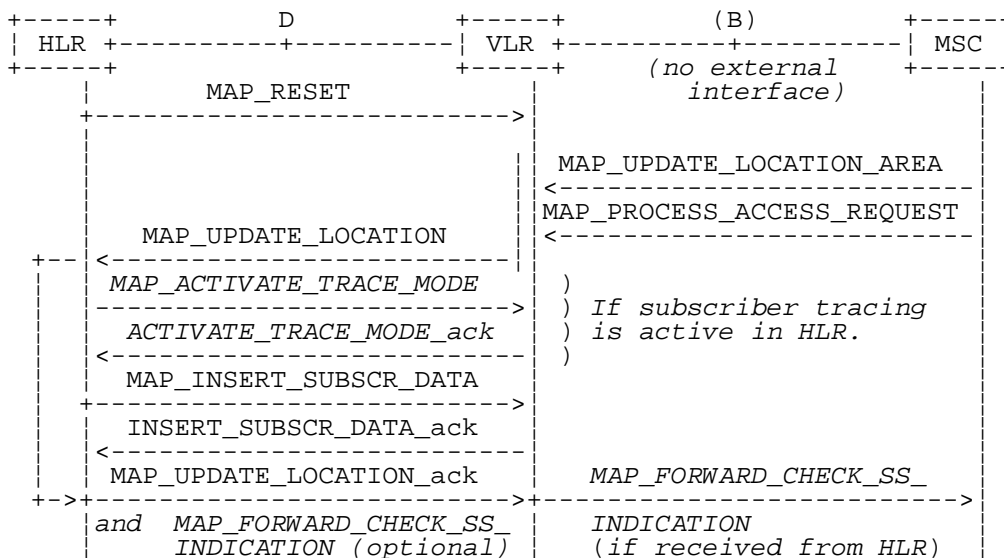 D (B)
HLR VLR MSC
(no external
MAP_RESET interface)
MAP_UPDATE_LOCATION_AREA
MAP_PROCESS_ACCESS_REQUEST
MAP_UPDATE_LOCATION
MAP_ACTIVATE_TRACE_MODE )
) If subscriber tracing
ACTIVATE_TRACE_MODE_ack ) is active in HLR.
)
MAP_INSERT_SUBSCR_DATA
INSERT_SUBSCR_DATA_ack
MAP_UPDATE_LOCATION_ack MAP_FORWARD_CHECK_SS_
and MAP_FORWARD_CHECK_SS_ INDICATION
INDICATION (optional) (if received from HLR)